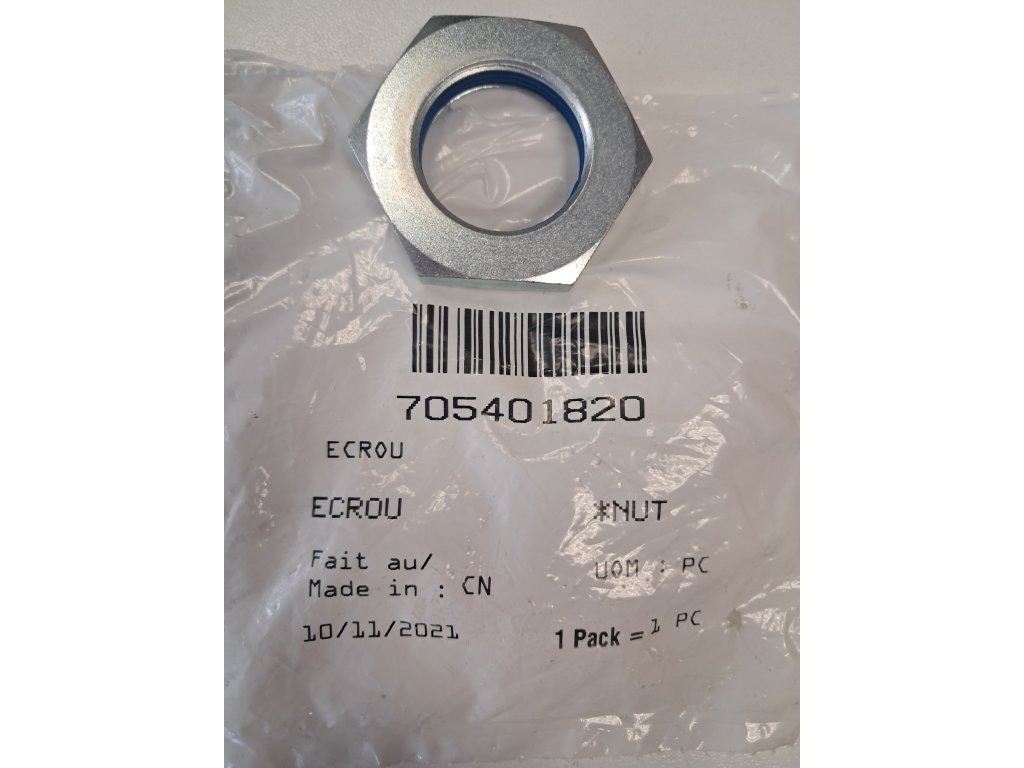 705401820
ECROU
ECROU *NUT
Fait au/
Made in : CN
UOM : PC
10/11/2021
1 Pack = 1 PC